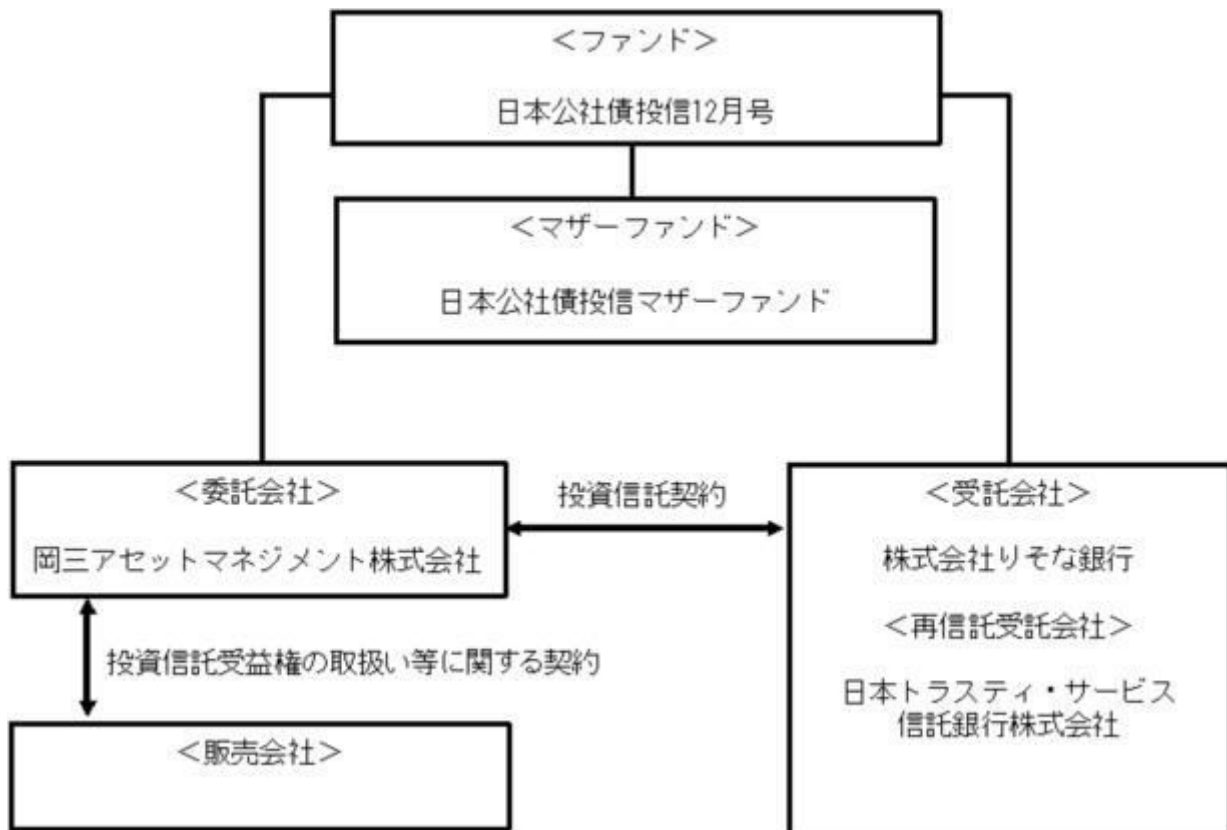 ＜ファンド＞
日本公社債投信12月号
＜マザーファンド＞
日本公社債投信マザーファンド
＜委託会社＞
岡三アセットマネジメント株式会社
投資信託契約
＜受託会社＞
株式会社りそな銀行
＜再信託受託会社＞
日本トラスティ・サービス
信託銀行株式会社
投資信託受益権の取扱い等に関する契約
＜販売会社＞